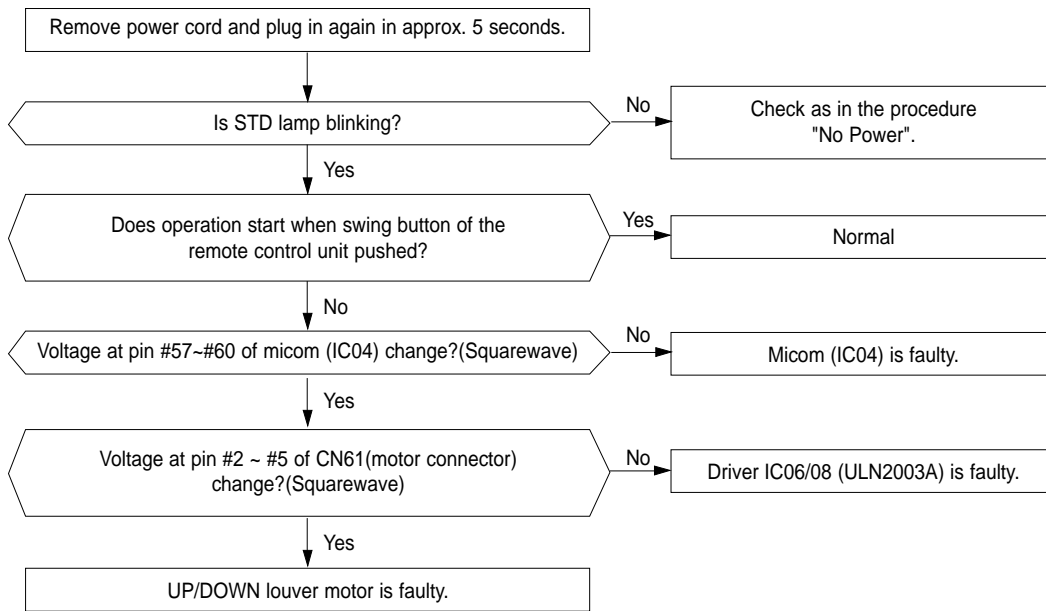 Remove power cord and plug in again in approx. 5 seconds.
Is STD lamp blinking?
No
Check as in the procedure
"No Power".
Yes
Does operation start when swing button of the
remote control unit pushed?
Yes
Normal
No
Voltage at pin #57~#60 of micom (IC04) change?(Squarewave)
No
Micom (IC04) is faulty.
Yes
Voltage at pin #2 ~ #5 of CN61(motor connector)
change?(Squarewave)
No
Driver IC06/08 (ULN2003A) is faulty.
Yes
UP/DOWN louver motor is faulty.